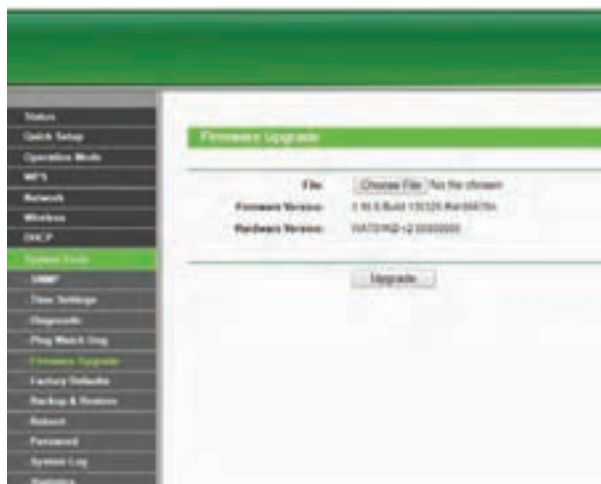 Status
Quick Setup
Operation Mode
WPS
Network
Wireless
DHCP
System Tools
SNMP
Time Settings
Diagnostic
Ping Watch Dog
Firmware Upgrade
Factory Defaults
Backup & Restore
Reboot
Password
System Log
Statistics
Firmware Upgrade
File: Choose File No file chosen
Firmware Version: Build
Hardware Version:
Upgrade